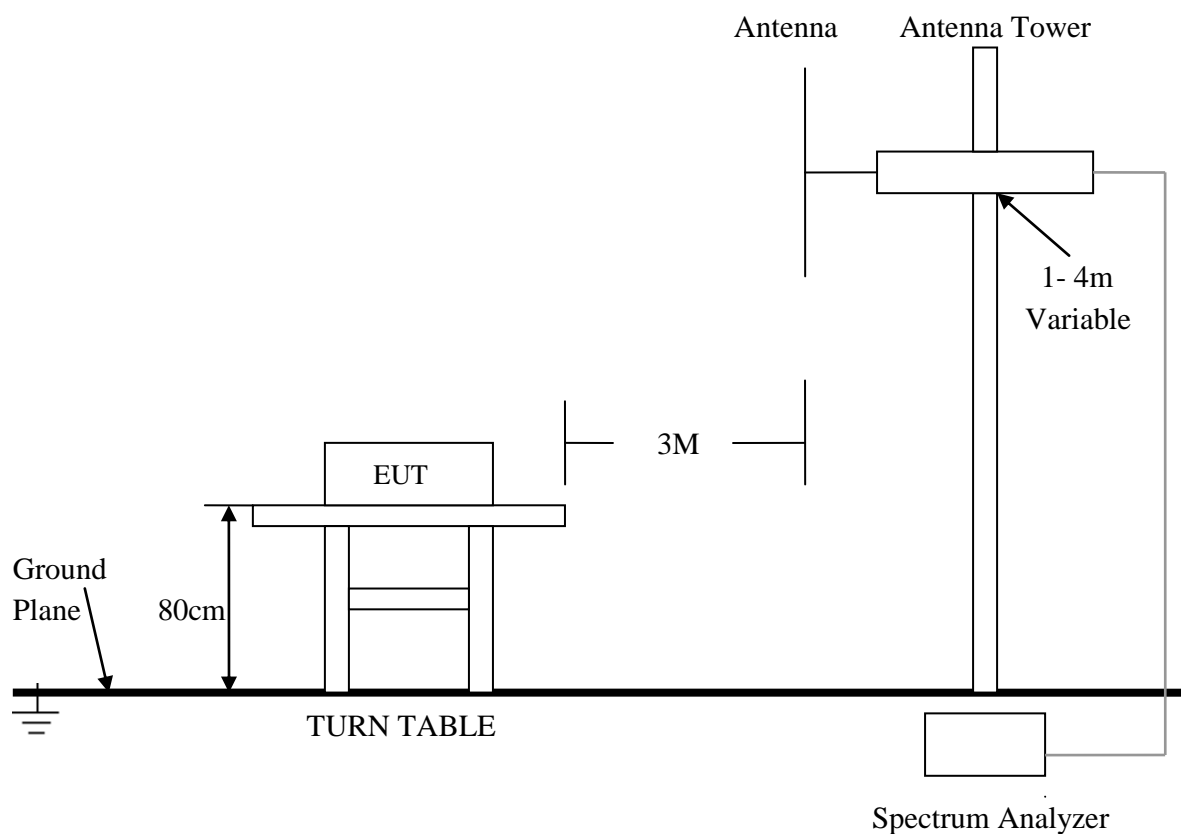 Antenna
Antenna Tower
1- 4m
Variable
3M
EUT
Ground
Plane
80cm
TURN TABLE
Spectrum Analyzer